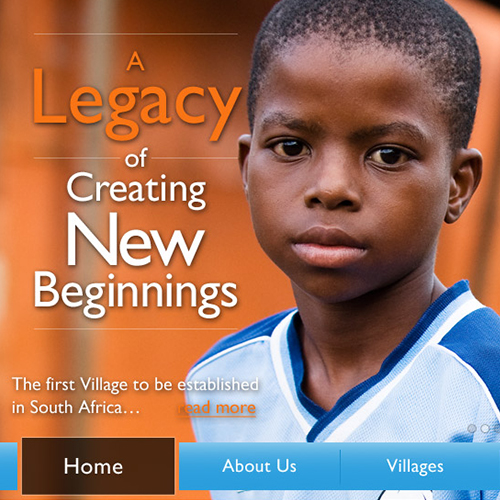 A
Legacy
of
Creating
New
Beginnings
The first Village to be established
in South Africa... read more
Home About Us Villages